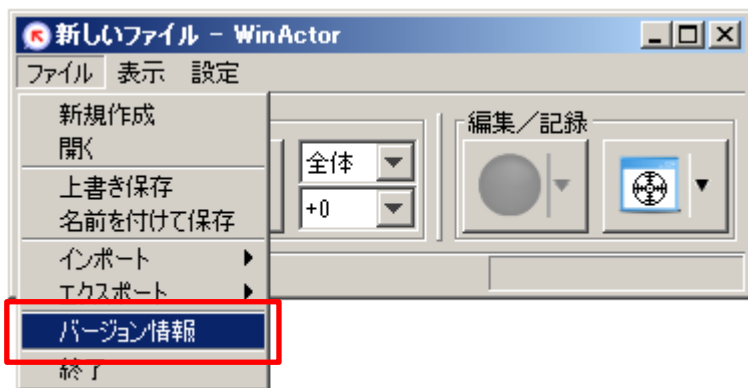 新しいファイル - WinActor
ファイル 表示 設定
新規作成
開く
上書き保存
名前を付けて保存
インポート
エクスポート
バージョン情報
終了
全体
+0
編集／記録